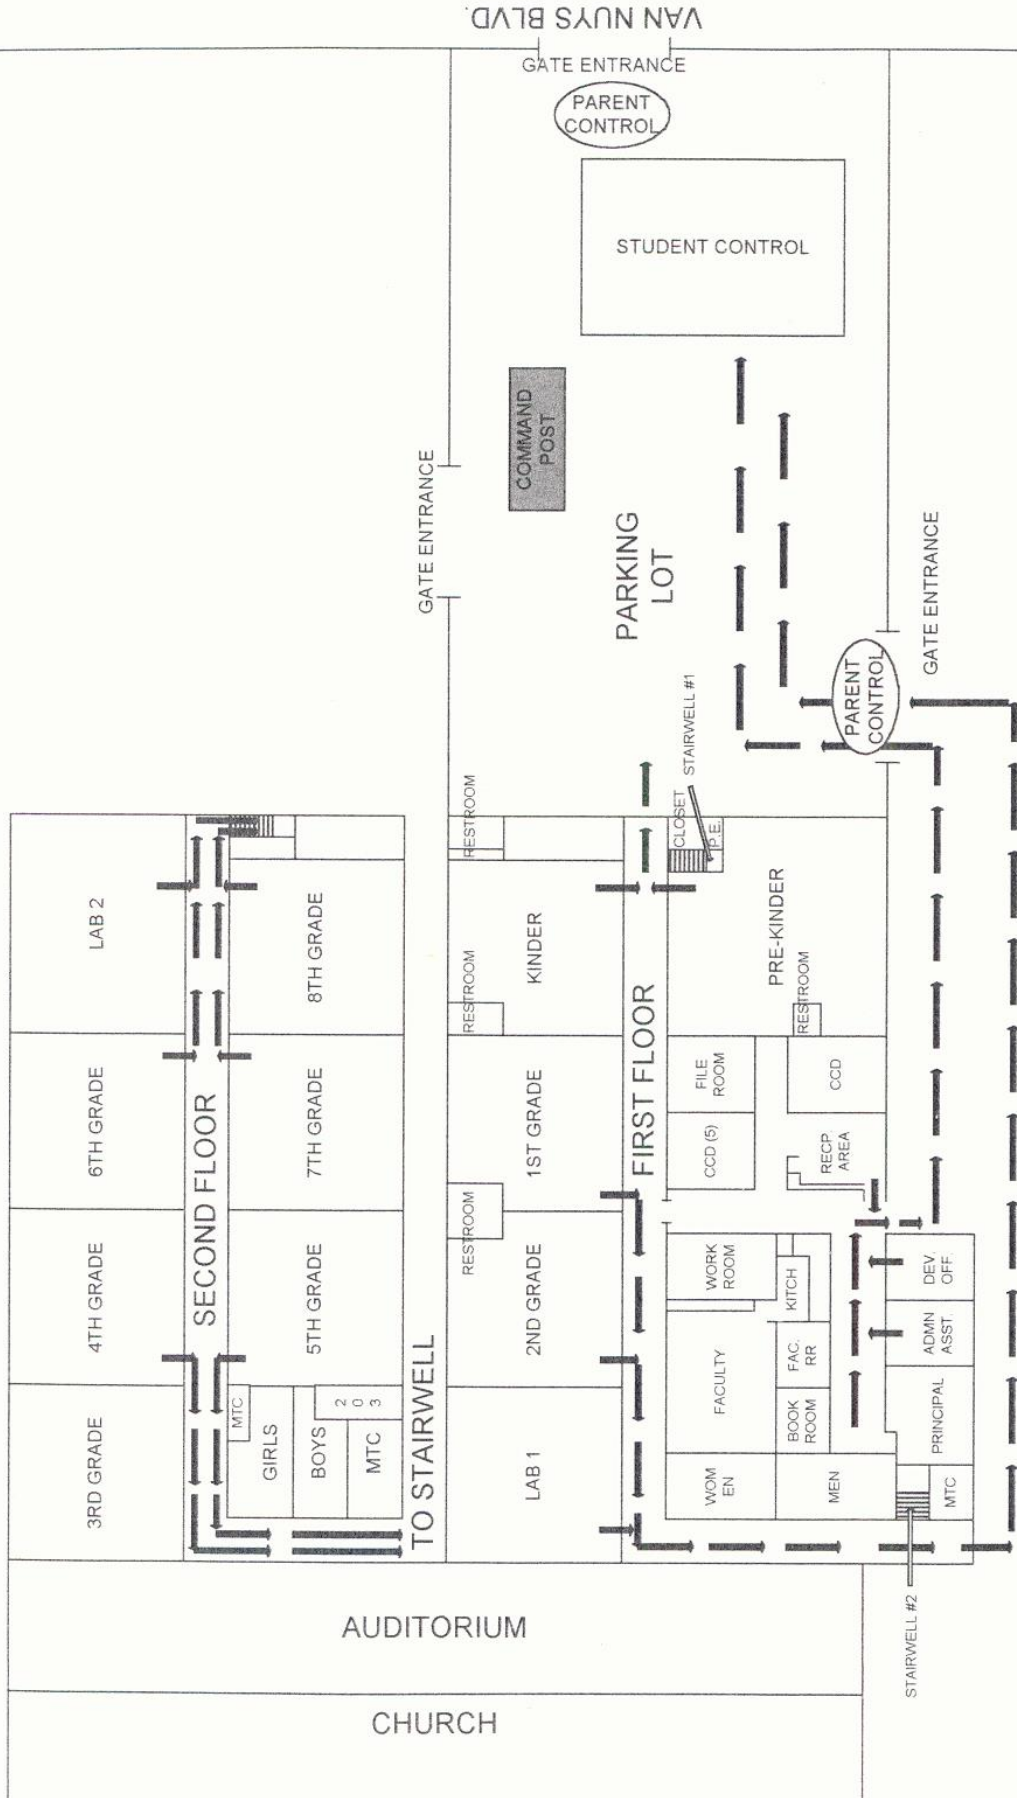 VAN NUYS BLVD.
GATE ENTRANCE
PARENT
CONTROL
STUDENT CONTROL
COMMAND
POST
GATE ENTRANCE
PARKING
LOT
GATE ENTRANCE
PARENT
CONTROL
STAIRWELL #1
RESTROOM
CLOSET
P.E.
LAB 2
8TH GRADE
KINDER
RESTROOM
PRE-KINDER
RESTROOM
6TH GRADE
SECOND FLOOR
7TH GRADE
1ST GRADE
FIRST FLOOR
FILE
ROOM
CCD
CCD (5)
RECP.
AREA
RESTROOM
4TH GRADE
5TH GRADE
2ND GRADE
WORK
ROOM
KITCH
DEV.
OFF.
FACULTY
FAC.
RR
ADMN
ASST.
BOOK
ROOM
PRINCIPAL
3RD GRADE
MTC
GIRLS
BOYS
2
0
3
MTC
TO STAIRWELL
LAB 1
WOM
EN
MEN
MTC
STAIRWELL #2
AUDITORIUM
CHURCH